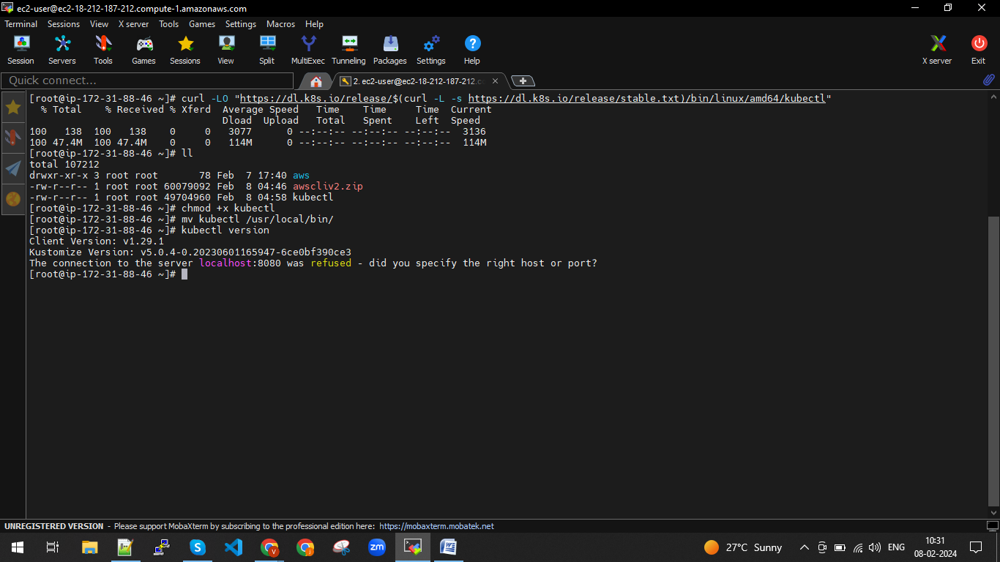 ec2-user@ec2-18-212-187-212.compute-1.amazonaws.com
Terminal Sessions View X server Tools Games Settings Macros Help
Session Servers Tools Games Sessions View Split MultiExec Tunneling Packages Settings Help X server Exit
Quick connect...
2. ec2-user@ec2-18-212-187-212.c
[root@ip-172-31-88-46 ~]# curl -LO "https://dl.k8s.io/release/$(curl -L -s https://dl.k8s.io/release/stable.txt)/bin/linux/amd64/kubectl"
  % Total    % Received % Xferd  Average Speed   Time    Time     Time  Current
                                 Dload  Upload   Total   Spent    Left  Speed
100   138  100   138    0     0   3077      0 --:--:-- --:--:-- --:--:--  3136
100 47.4M  100 47.4M    0     0   114M      0 --:--:-- --:--:-- --:--:--  114M
[root@ip-172-31-88-46 ~]# ll
total 107212
drwxr-xr-x 3 root root       78 Feb  7 17:40 aws
-rw-r--r-- 1 root root 60079092 Feb  8 04:46 awscliv2.zip
-rw-r--r-- 1 root root 49704960 Feb  8 04:58 kubectl
[root@ip-172-31-88-46 ~]# chmod +x kubectl
[root@ip-172-31-88-46 ~]# mv kubectl /usr/local/bin/
[root@ip-172-31-88-46 ~]# kubectl version
Client Version: v1.29.1
Kustomize Version: v5.0.4-0.20230601165947-6ce0bf390ce3
The connection to the server localhost:8080 was refused - did you specify the right host or port?
[root@ip-172-31-88-46 ~]#
UNREGISTERED VERSION - Please support MobaXterm by subscribing to the professional edition here: https://mobaxterm.mobatek.net
27°C Sunny ENG 10:31
08-02-2024